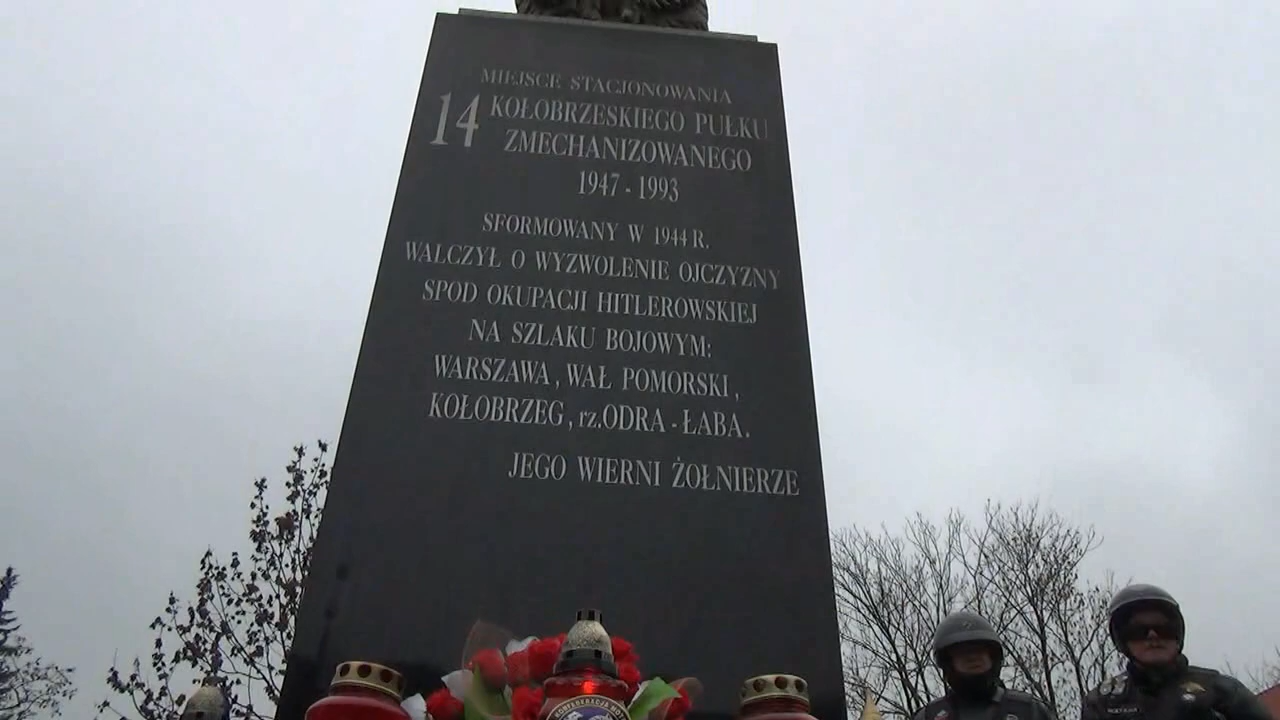 MIEJSCE STACJONOWANIA
14 KOŁOBRZESKIEGO PUŁKU
ZMECHANIZOWANEGO
1947 - 1993
SFORMOWANY W 1944 R.
WALCZYŁ O WYZWOLENIE OJCZYZNY
SPOD OKUPACJI HITLEROWSKIEJ
NA SZLAKU BOJOWYM:
WARSZAWA, WAŁ POMORSKI,
KOŁOBRZEG, rz.ODRA - ŁABA.
JEGO WIERNI ŻOŁNIERZE
KONFEDERACJA